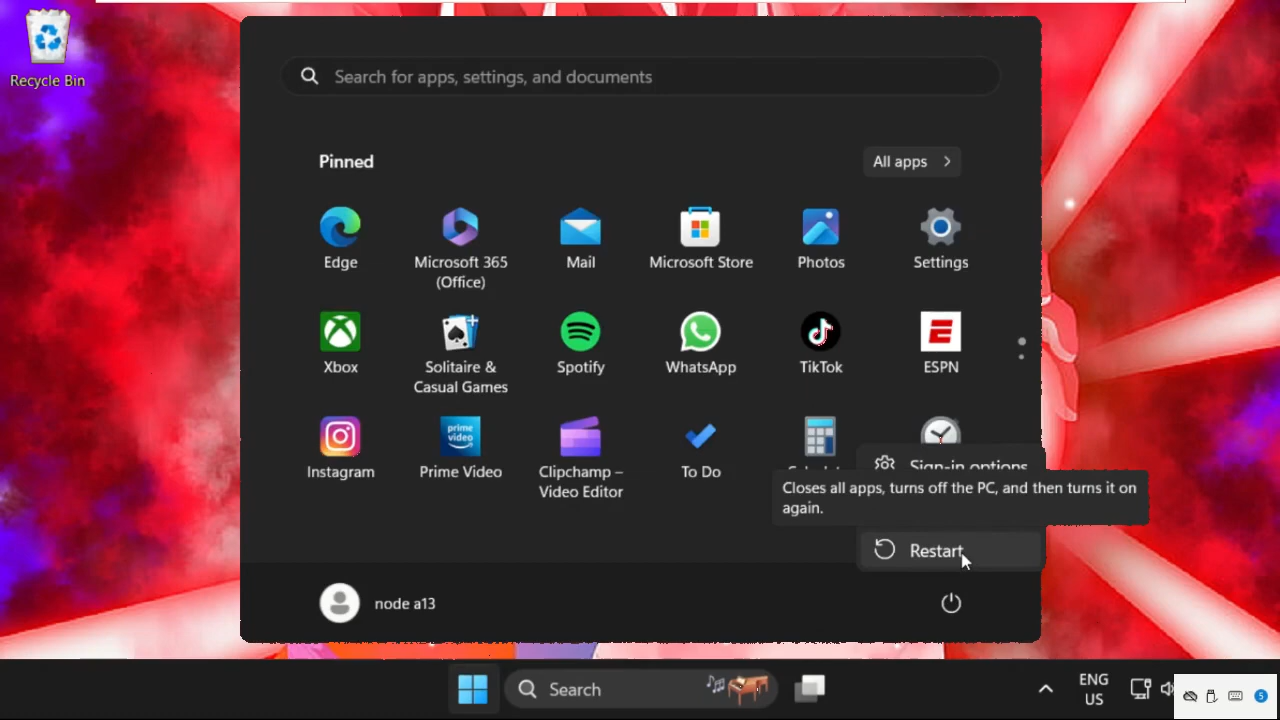 Recycle Bin
Search for apps, settings, and documents
Pinned
All apps
Edge
Microsoft 365
(Office)
Mail
Microsoft Store
Photos
Settings
Xbox
Solitaire &
Casual Games
Spotify
WhatsApp
TikTok
ESPN
Instagram
prime
video
Prime Video
Clipchamp –
Video Editor
To Do
Sign-in options
Closes all apps, turns off the PC, and then turns it on
again.
Restart
node a13
Search
ENG
US
5